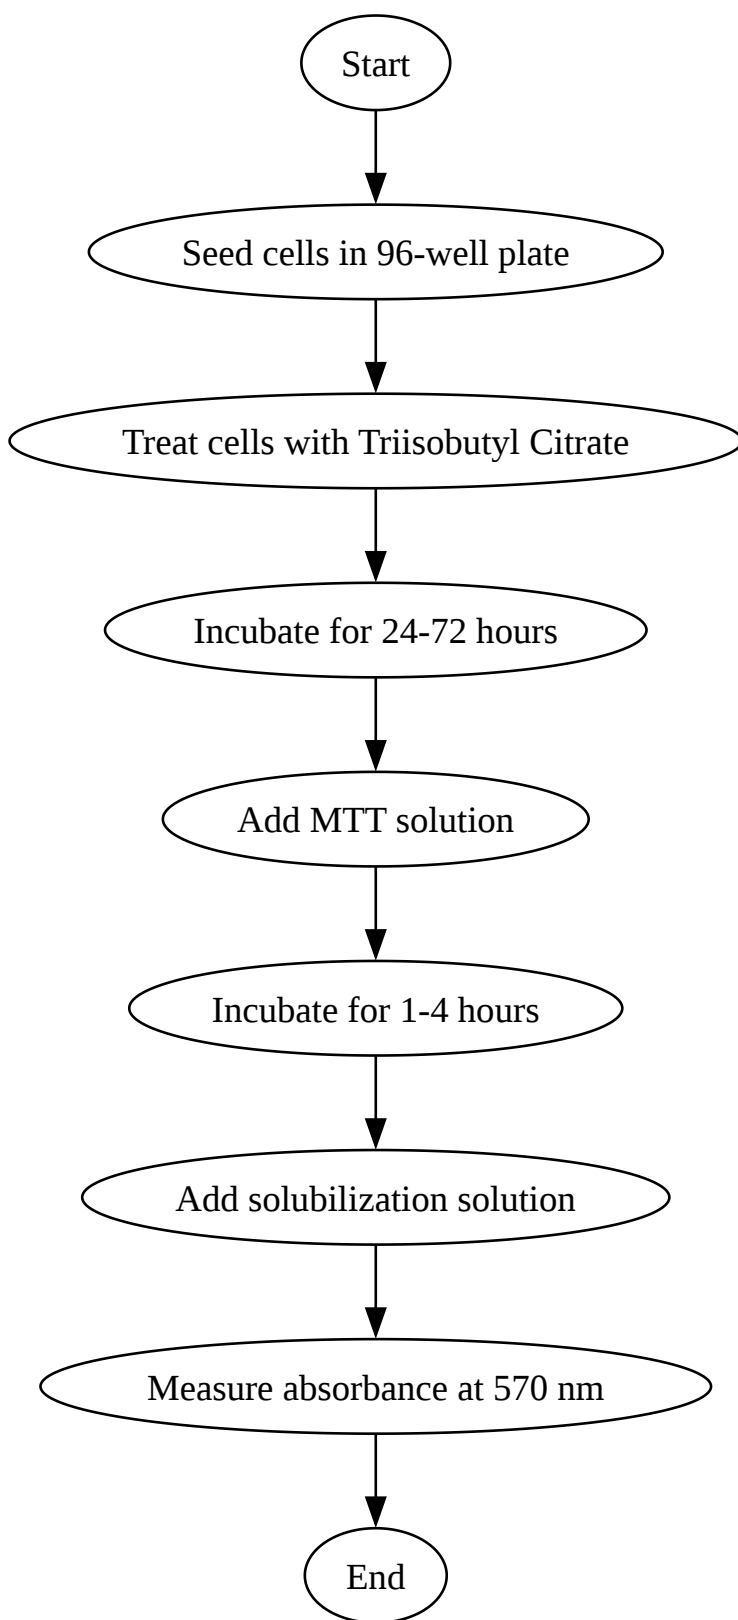 Start
Seed cells in 96-well plate
Treat cells with Triisobutyl Citrate
Incubate for 24-72 hours
Add MTT solution
Incubate for 1-4 hours
Add solubilization solution
Measure absorbance at 570 nm
End